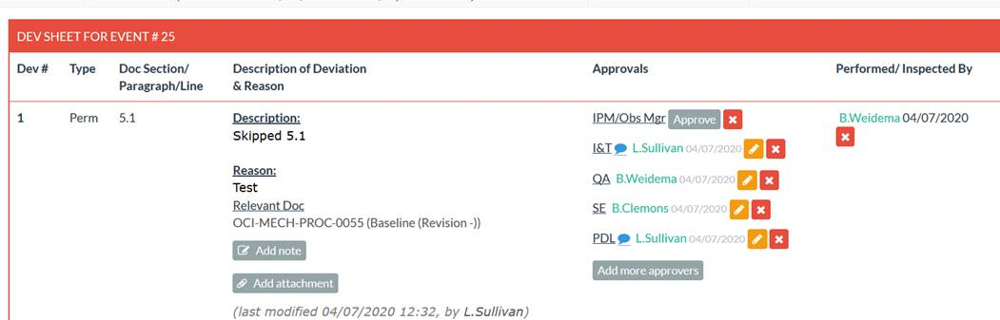 DEV SHEET FOR EVENT # 25
Dev # Type Doc Section/ Paragraph/Line Description of Deviation & Reason Approvals Performed/ Inspected By
1 Perm 5.1
Description:
Skipped 5.1
Reason:
Test
Relevant Doc
OCI-MECH-PROC-0055 (Baseline (Revision -))
Add note
Add attachment
(last modified 04/07/2020 12:32, by L.Sullivan)
IPM/Obs Mgr Approve
I&T L.Sullivan 04/07/2020
QA B.Weidema 04/07/2020
SE B.Clemons 04/07/2020
PDL L.Sullivan 04/07/2020
Add more approvers
B.Weidema 04/07/2020